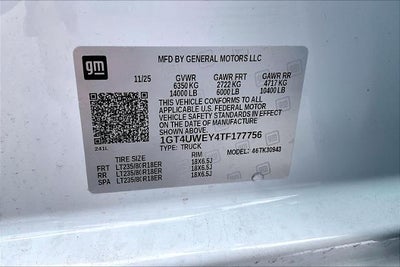 MFD BY GENERAL MOTORS LLC
gm
11/25 GVWR GAWR FRT GAWR RR
6350 KG 2722 KG 4717 KG
14000 LB 6000 LB 10400 LB
THIS VEHICLE CONFORMS TO ALL
APPLICABLE U.S. FEDERAL MOTOR
VEHICLE SAFETY STANDARDS IN EFFECT
ON THE DATE OF MANUFACTURE SHOWN ABOVE.
1GT4UWEY4TF177756
TYPE: TRUCK MODEL: 46TK30943
241L
TIRE SIZE RIM
FRT LT235/80R18ER 18X6.5J
RR LT235/80R18ER 18X6.5J
SP LT235/80R18ER 18X6.5J